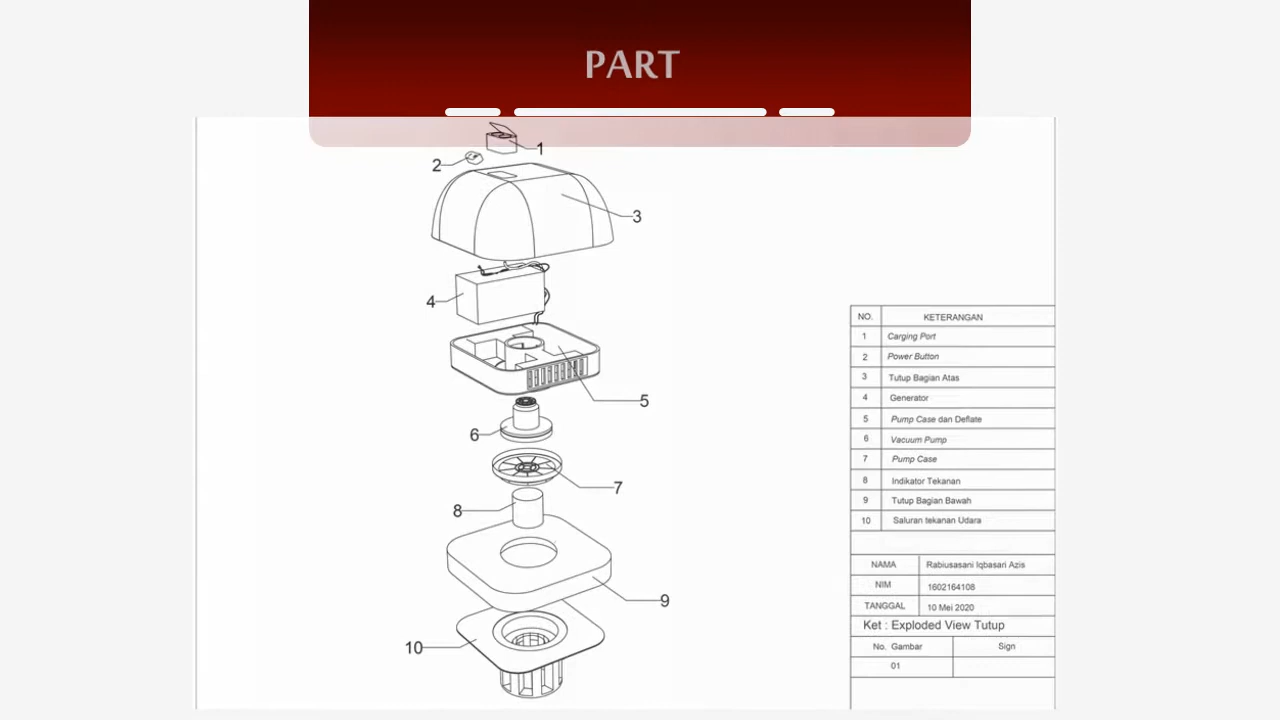 PART
1
2
3
4
5
6
7
8
9
10
NO. KETERANGAN
1 Carging Port
2 Power Button
3 Tutup Bagian Atas
4 Generator
5 Pump Case dan Deflate
6 Vacuum Pump
7 Pump Case
8 Indikator Tekanan
9 Tutup Bagian Bawah
10 Saluran tekanan Udara
NAMA Rabiusasani Iqbasari Azis
NIM 1602164108
TANGGAL 10 Mei 2020
Ket : Exploded View Tutup
No. Gambar Sign
01